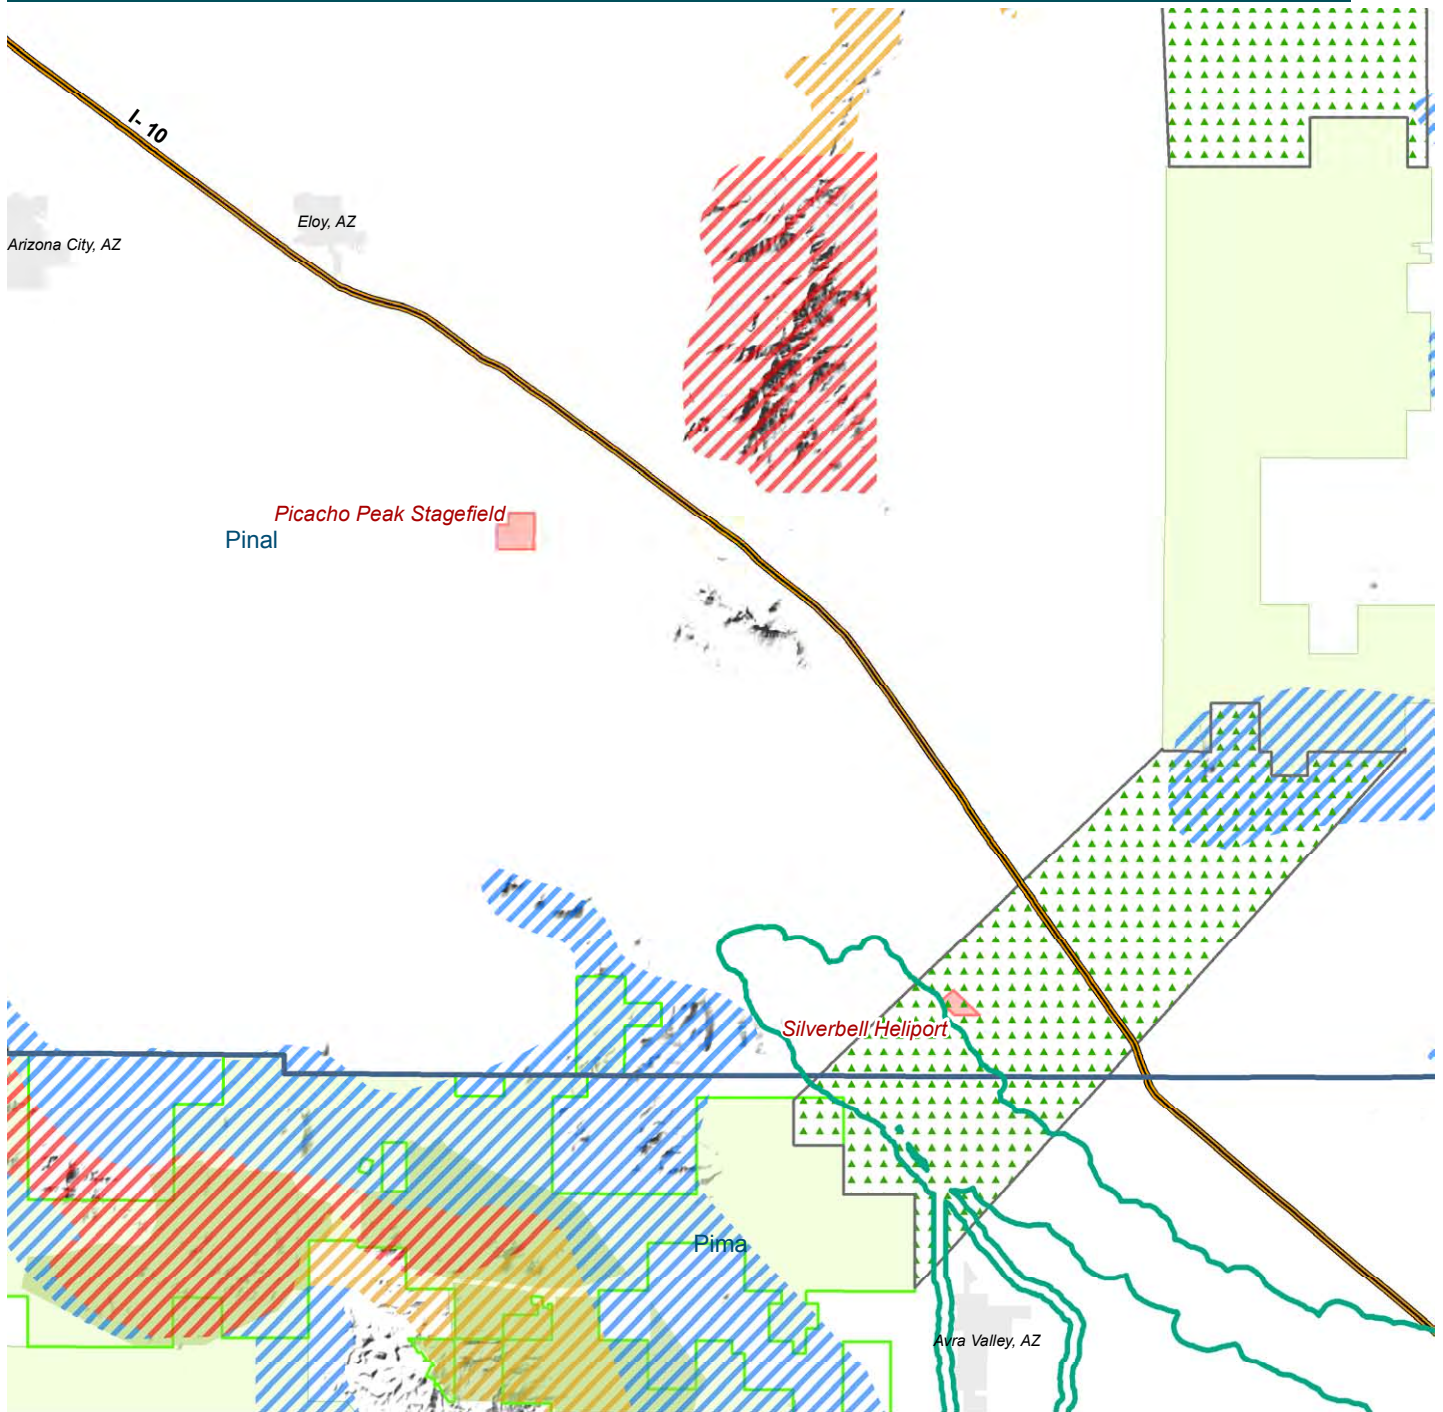 I- 10
Eloy, AZ
Arizona City, AZ
Picacho Peak Stagefield
Pinal
Silverbell Heliport
Pima
Avra Valley, AZ